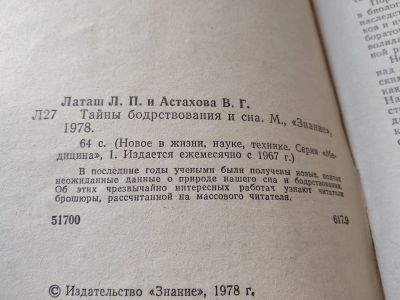 Латаш Л. П. и Астахова В. Г.
Л27 Тайны бодрствования и сна. М., «Знание»,
1978.
64 с. (Новое в жизни, науке, технике. Серия «Ме-
дицина», 1. Издается ежемесячно с 1967 г.)
В последние годы учеными были получены новые, подчас
неожиданные данные о природе нашего сна и бодрствования.
Об этих чрезвычайно интересных работах узнают читатели
брошюры, рассчитанной на массового читателя.
51700 617.9
© Издательство «Знание», 1978 г.